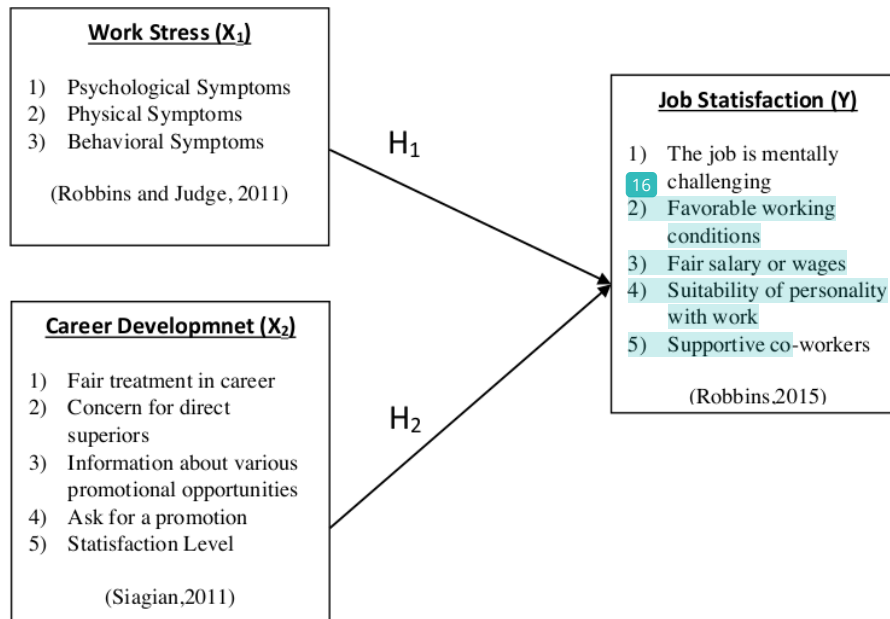 Work Stress (X₁)
1) Psychological Symptoms
2) Physical Symptoms
3) Behavioral Symptoms
(Robbins and Judge, 2011)
H₁
Career Developmnet (X₂)
1) Fair treatment in career
2) Concern for direct
superiors
3) Information about various
promotional opportunities
4) Ask for a promotion
5) Statisfaction Level
(Siagian,2011)
H₂
Job Statisfaction (Y)
1) The job is mentally
challenging
16
2) Favorable working
conditions
3) Fair salary or wages
4) Suitability of personality
with work
5) Supportive co-workers
(Robbins,2015)